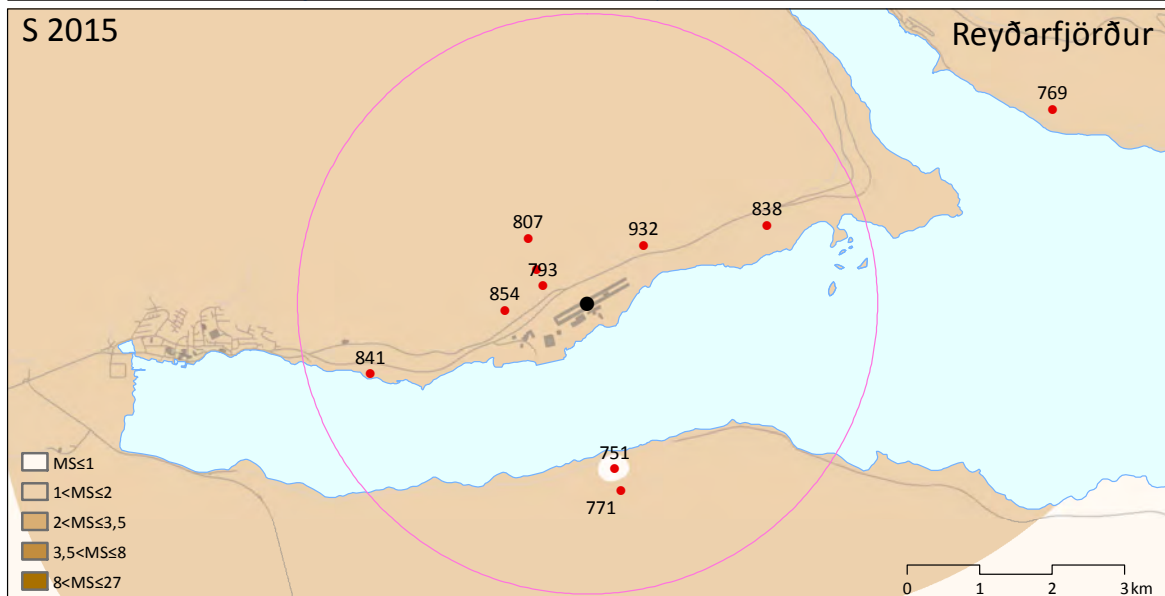 S 2015
Reyðarfjörður
769
838
807
932
793
854
841
751
771
MS≤1
1<MS≤2
2<MS≤3,5
3,5<MS≤8
8<MS≤27
0 1 2 3 km